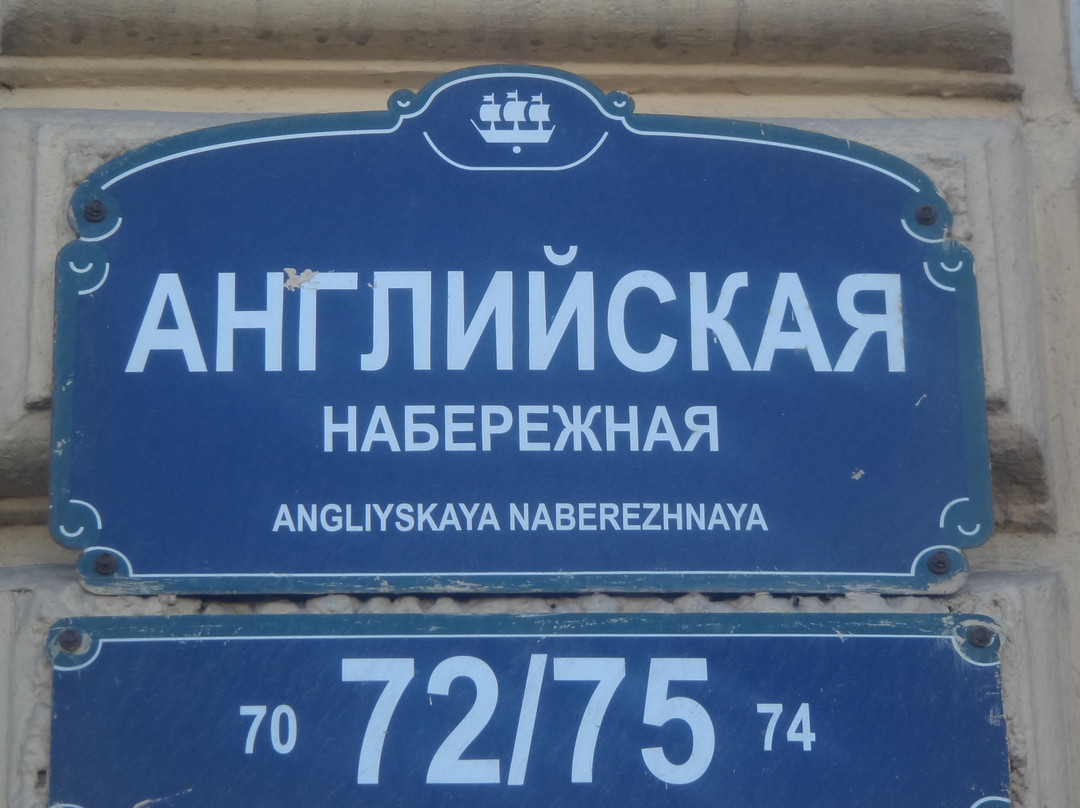 АНГЛИЙСКАЯ
НАБЕРЕЖНАЯ
ANGLIYSKAYA NABEREZHNAYA
70 72/75 74